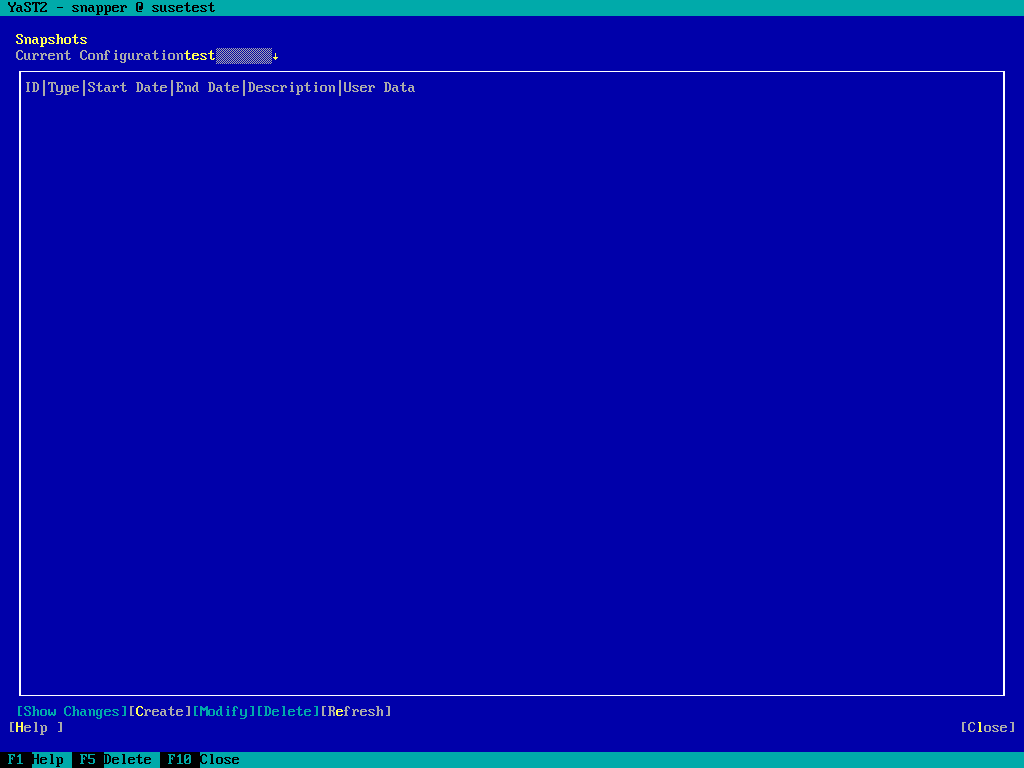 YaST2 - snapper @ susetest
Snapshots
Current Configurationtest↓
ID|Type|Start Date|End Date|Description|User Data
[Show Changes][Create][Modify][Delete][Refresh]
[Help ] [Close]
F1 Help F5 Delete F10 Close